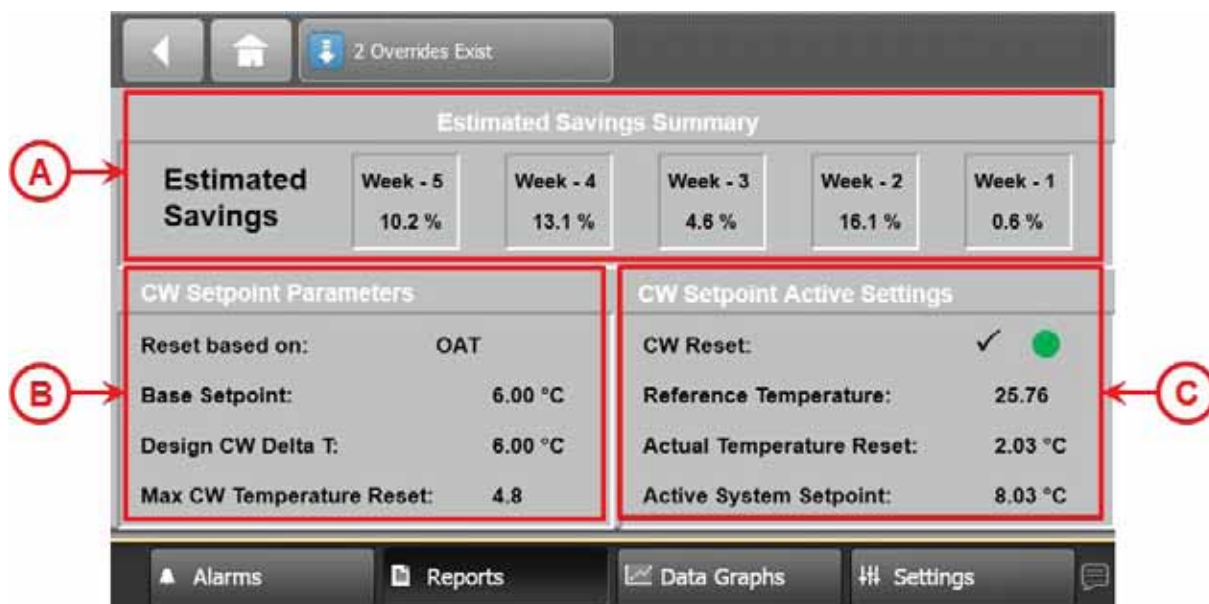 2 Overrides Exist
Estimated Savings Summary
A
Estimated Savings
Week - 5
10.2 %
Week - 4
13.1 %
Week - 3
4.6 %
Week - 2
16.1 %
Week - 1
0.6 %
CW Setpoint Parameters
B
Reset based on: OAT
Base Setpoint: 6.00 °C
Design CW Delta T: 6.00 °C
Max CW Temperature Reset: 4.8
CW Setpoint Active Settings
C
CW Reset: ✓
Reference Temperature: 25.76
Actual Temperature Reset: 2.03 °C
Active System Setpoint: 8.03 °C
Alarms
Reports
Data Graphs
Settings